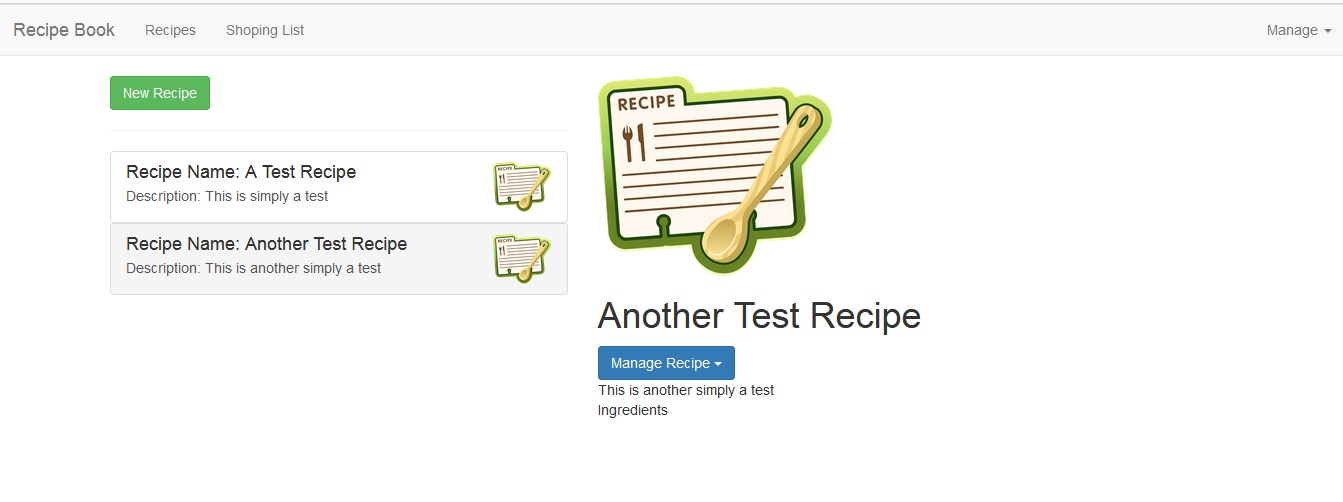 Recipe Book Recipes Shoping List Manage
New Recipe
Recipe Name: A Test Recipe
Description: This is simply a test
RECIPE
Recipe Name: Another Test Recipe
Description: This is another simply a test
RECIPE
RECIPE
Another Test Recipe
Manage Recipe
This is another simply a test
Ingredients